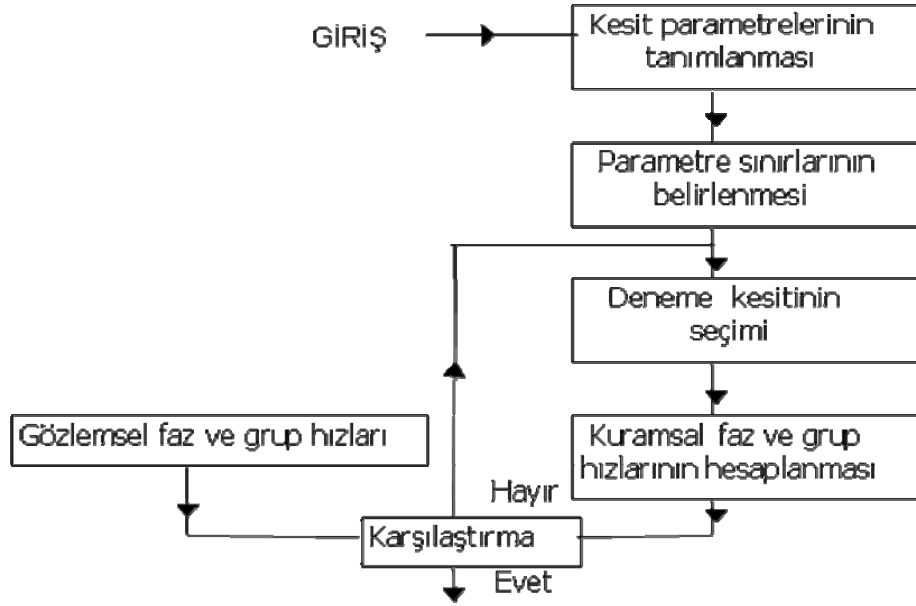 GİRİŞ
Kesit parametrelerinin
tanımlanması
Parametre sınırlarının
belirlenmesi
Deneme kesitinin
seçimi
Gözlemsel faz ve grup hızları
Kuramsal faz ve grup
hızlarının hesaplanması
Hayır
Karşılaştırma
Evet